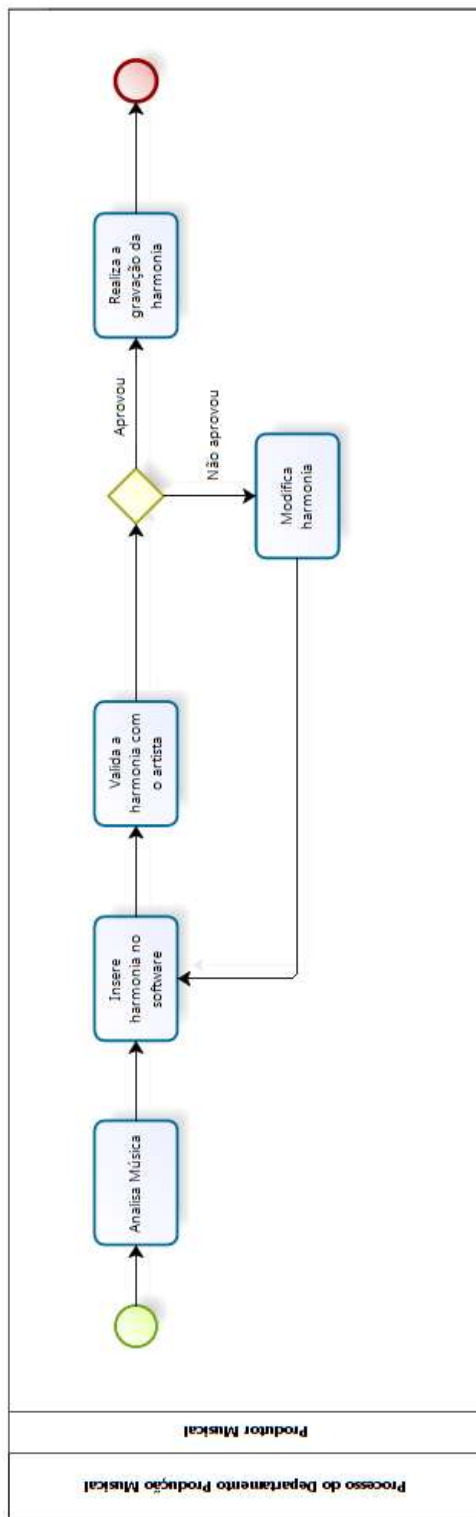 Processo do Departamento Produção Musical
Produtor Musical
Analisa Música
Insere
harmonia no
software
Valida a
harmonia com
o artista
Aprovou
Não aprovou
Realiza a
gravação da
harmonia
Modifica
harmonia